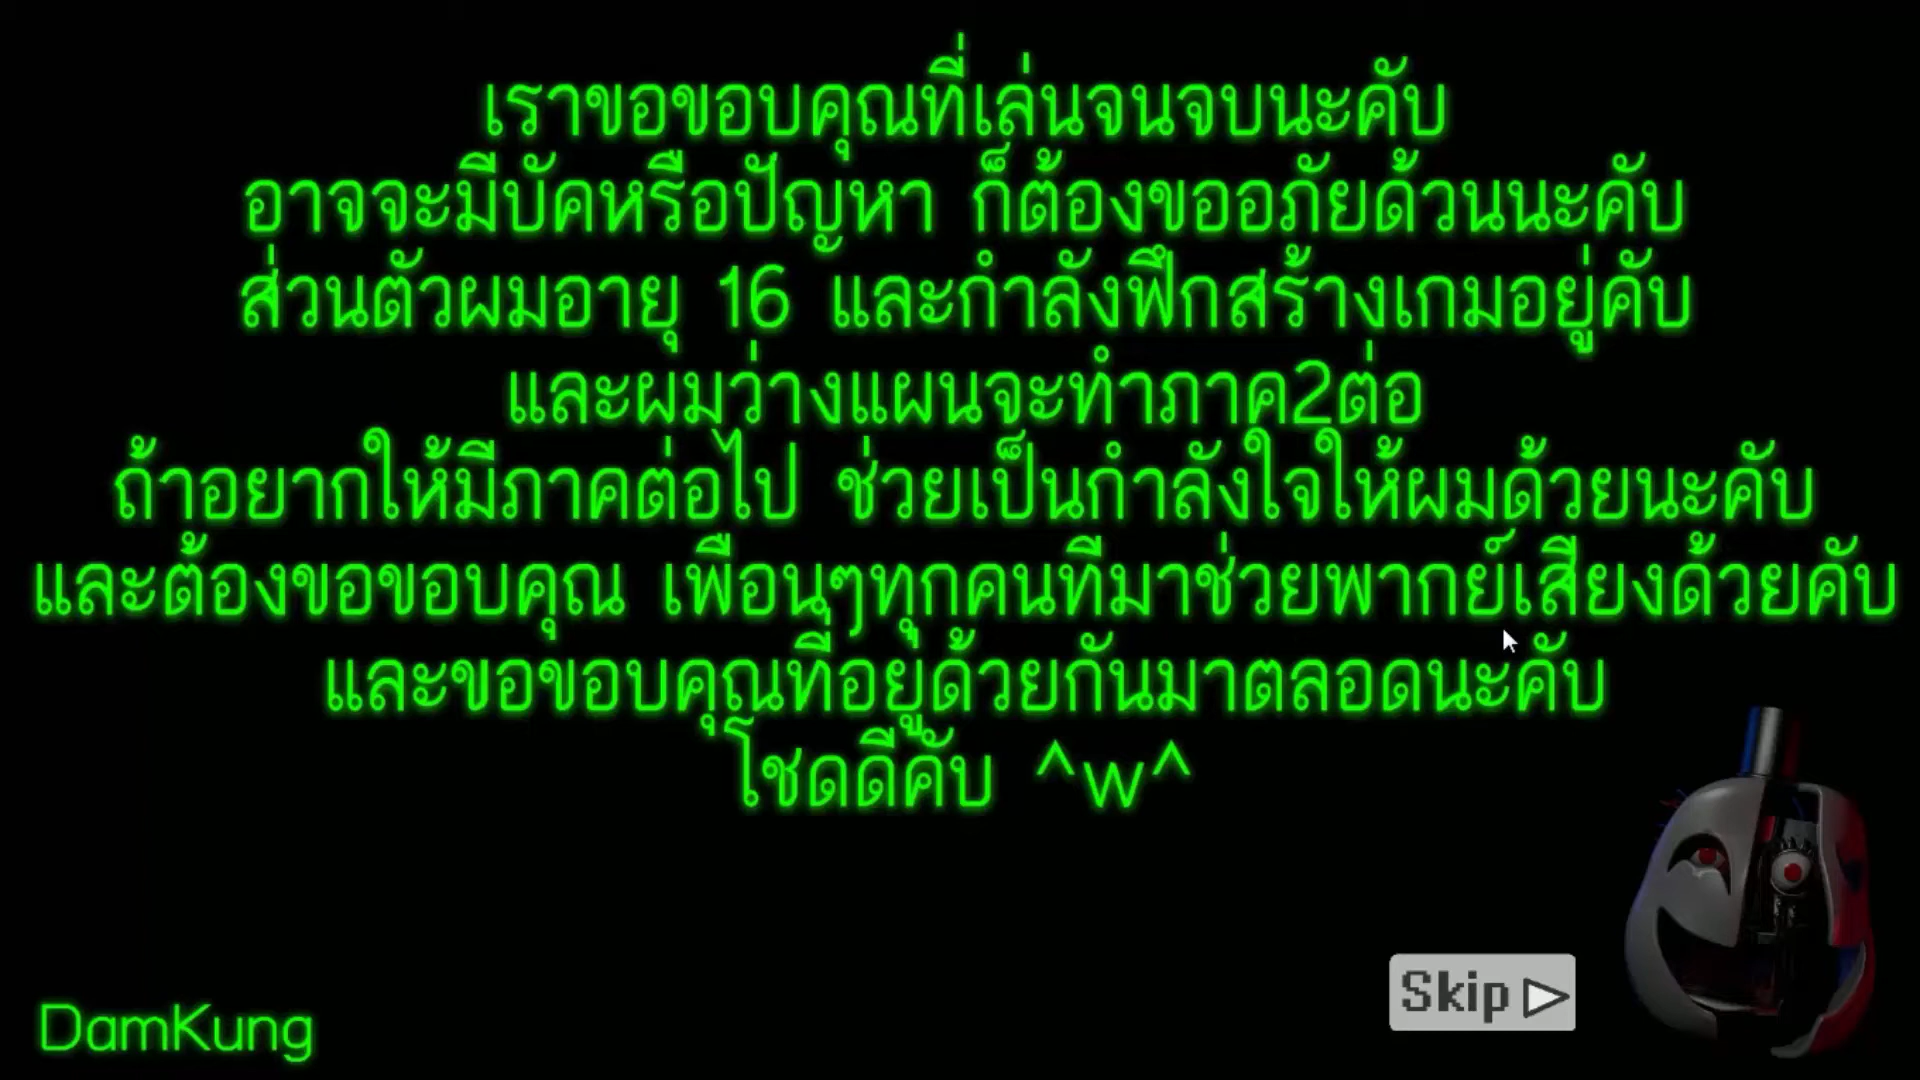 เราขอขอบคุณที่เล่นจนจบนะคับ
อาจจะมีบัคหรือปัญหา ก็ต้องขออภัยด้วนนะคับ
ส่วนตัวผมอายุ 16 และกำลังฟึกสร้างเกมอยู่คับ
และผมว่างแผนจะทำภาค2ต่อ
ถ้าอยากให้มีภาคต่อไป ช่วยเป็นกำลังใจให้ผมด้วยนะคับ
และต้องขอขอบคุณ เพื่อนๆทุกคนที่มาช่วยพากย์เสียงด้วยคับ
และขอขอบคุณที่อยู่ด้วยกันมาตลอดนะคับ
โชดดีคับ ^w^
Skip
DamKung